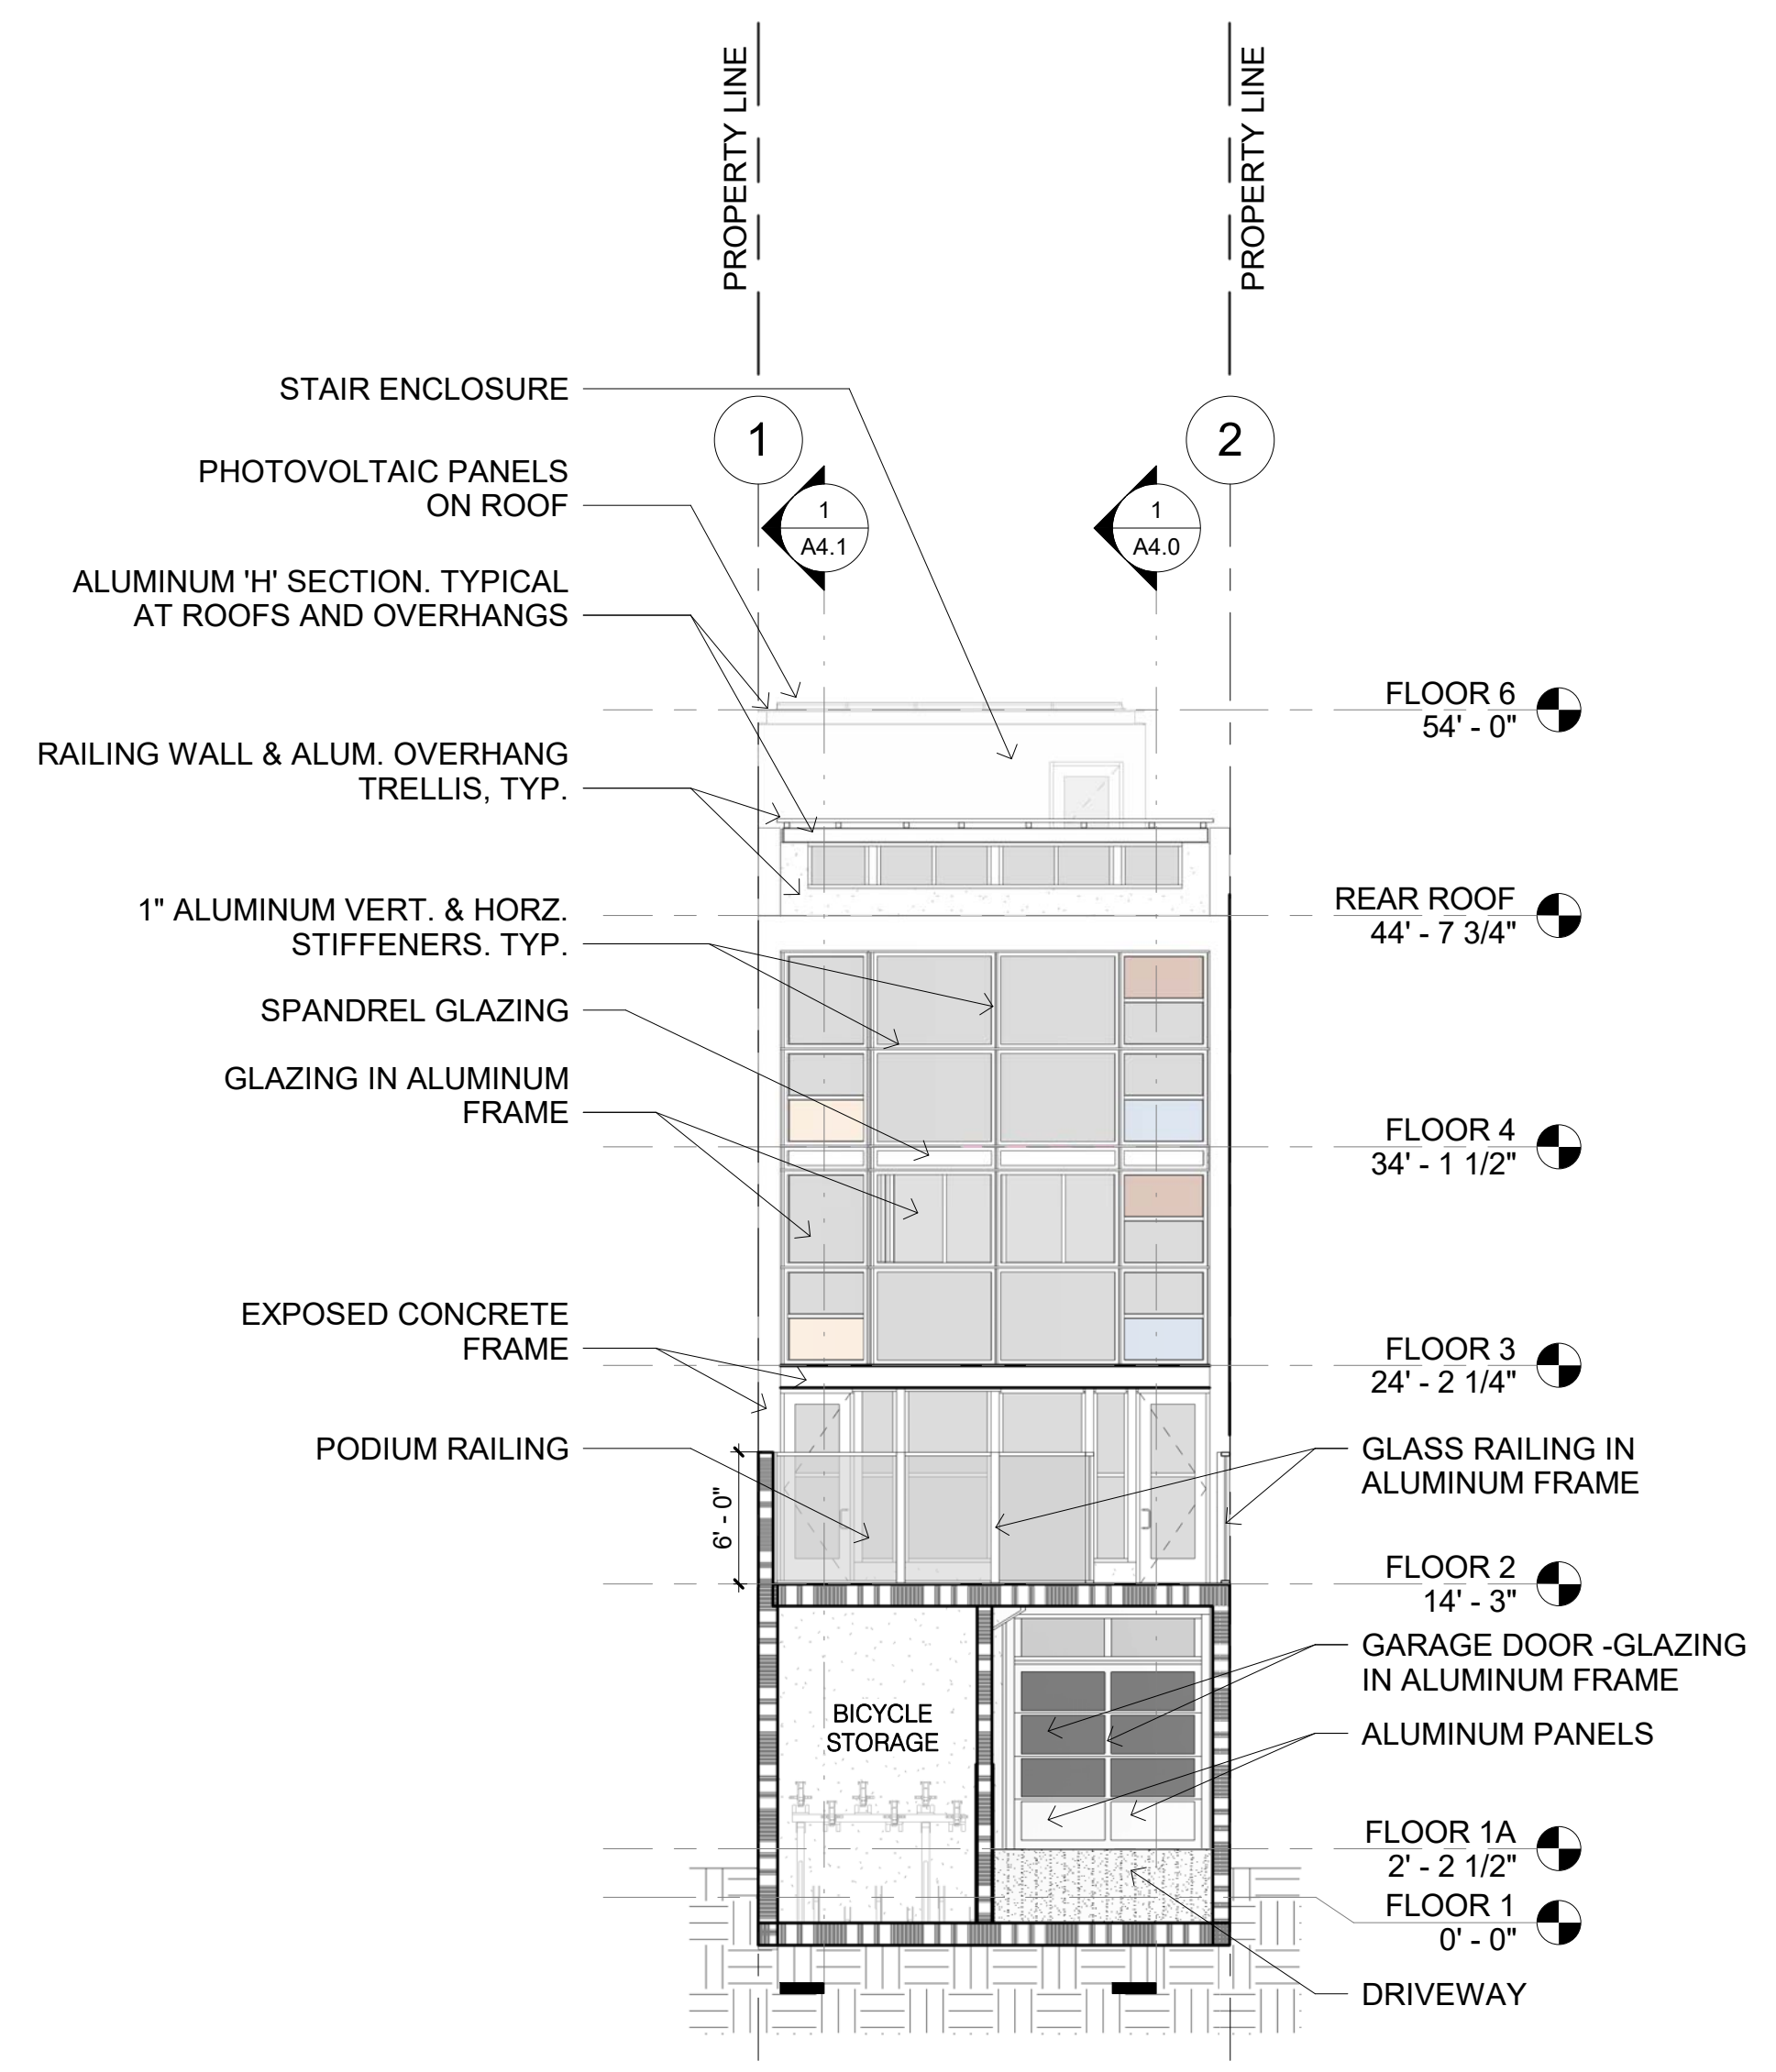 PROPERTY LINE
PROPERTY LINE
STAIR ENCLOSURE
1
2
PHOTOVOLTAIC PANELS
ON ROOF
1
A4.1
1
A4.0
ALUMINUM 'H' SECTION. TYPICAL
AT ROOFS AND OVERHANGS
FLOOR 6
54' - 0"
RAILING WALL & ALUM. OVERHANG
TRELLIS, TYP.
REAR ROOF
44' - 7 3/4"
1" ALUMINUM VERT. & HORZ.
STIFFENERS. TYP.
SPANDREL GLAZING
GLAZING IN ALUMINUM
FRAME
FLOOR 4
34' - 1 1/2"
EXPOSED CONCRETE
FRAME
FLOOR 3
24' - 2 1/4"
PODIUM RAILING
GLASS RAILING IN
ALUMINUM FRAME
6' - 0"
FLOOR 2
14' - 3"
GARAGE DOOR -GLAZING
IN ALUMINUM FRAME
BICYCLE
STORAGE
ALUMINUM PANELS
FLOOR 1A
2' - 2 1/2"
FLOOR 1
0' - 0"
DRIVEWAY